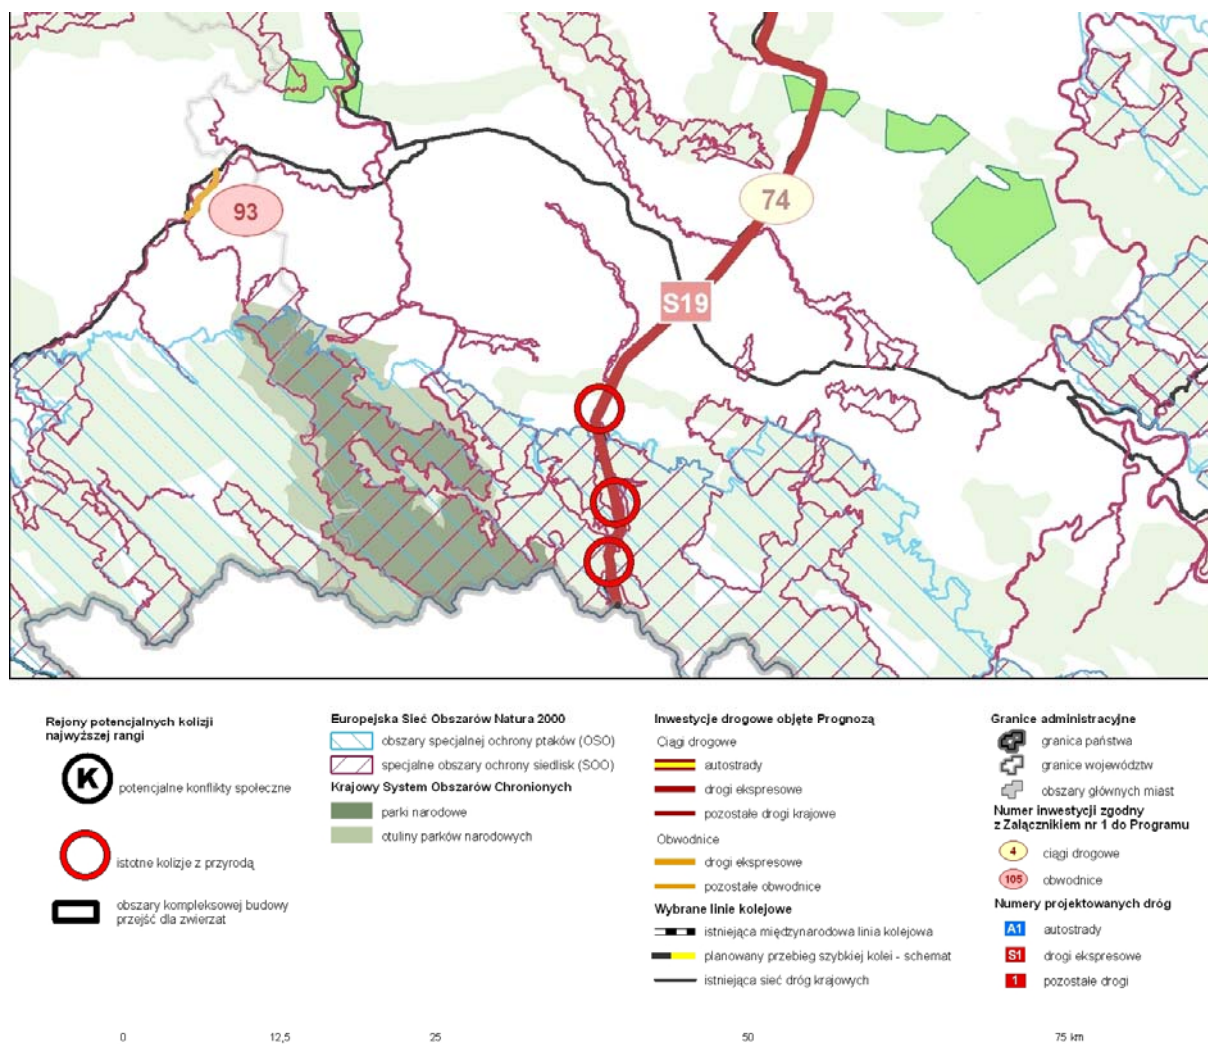 74
93
S19
Rejony potencjalnych kolizji
najwyższej rangi
K
potencjalne konflikty społeczne
istotne kolizje z przyrodą
obszary kompleksowej budowy
przejść dla zwierzat
Europejska Sieć Obszarów Natura 2000
obszary specjalnej ochrony ptaków (OSO)
specjalne obszary ochrony siedlisk (SOO)
Krajowy System Obszarów Chronionych
parki narodowe
otuliny parków narodowych
Inwestycje drogowe objęte Prognozą
Ciągi drogowe
autostrady
drogi ekspresowe
pozostałe drogi krajowe
Obwodnice
drogi ekspresowe
pozostałe obwodnice
Wybrane linie kolejowe
istniejąca międzynarodowa linia kolejowa
planowany przebieg szybkiej kolei - schemat
istniejąca sieć dróg krajowych
Granice administracyjne
granica państwa
granice województw
obszary głównych miast
Numer inwestycji zgodny
z Załącznikiem nr 1 do Programu
4 ciągi drogowe
105 obwodnice
Numery projektowanych dróg
A1 autostrady
S1 drogi ekspresowe
1 pozostałe drogi
0 12,5 25 50 75 km